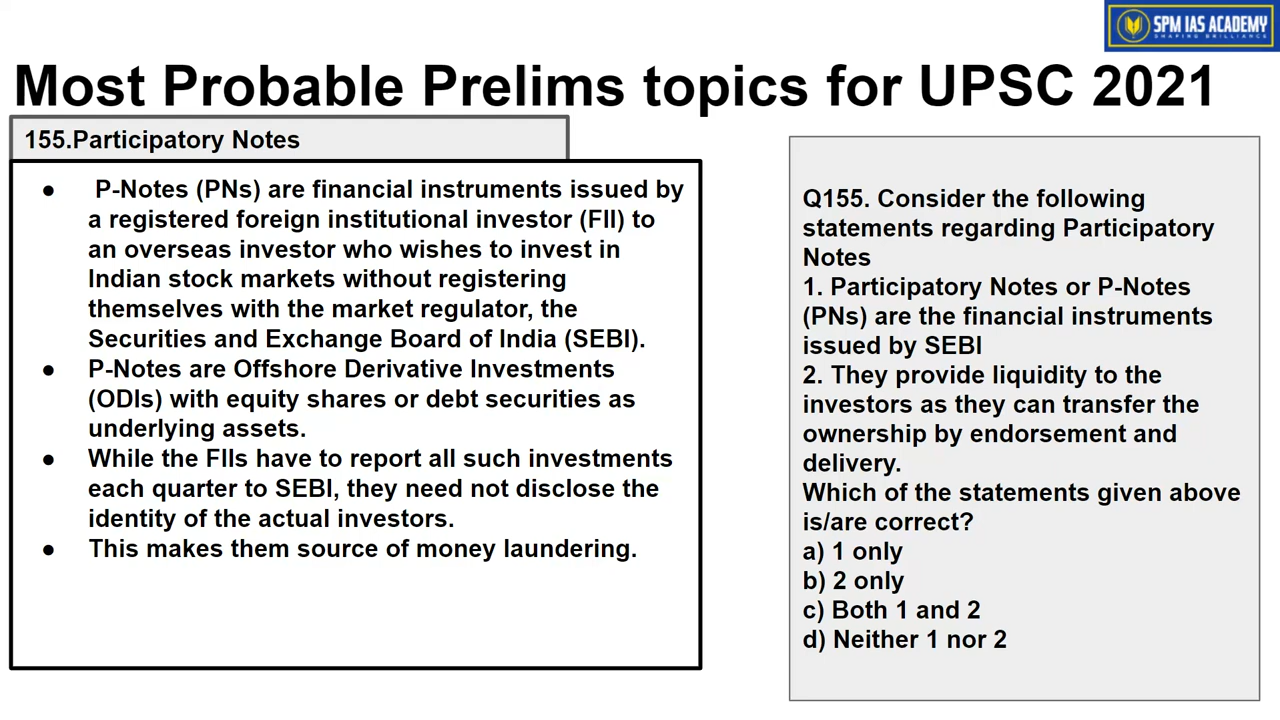 SPM IAS ACADEMY
SHAPING BRILLIANCE
Most Probable Prelims topics for UPSC 2021
155.Participatory Notes
● P-Notes (PNs) are financial instruments issued by
a registered foreign institutional investor (FII) to
an overseas investor who wishes to invest in
Indian stock markets without registering
themselves with the market regulator, the
Securities and Exchange Board of India (SEBI).
● P-Notes are Offshore Derivative Investments
(ODIs) with equity shares or debt securities as
underlying assets.
● While the FIIs have to report all such investments
each quarter to SEBI, they need not disclose the
identity of the actual investors.
● This makes them source of money laundering.
Q155. Consider the following
statements regarding Participatory
Notes
1. Participatory Notes or P-Notes
(PNs) are the financial instruments
issued by SEBI
2. They provide liquidity to the
investors as they can transfer the
ownership by endorsement and
delivery.
Which of the statements given above
is/are correct?
a) 1 only
b) 2 only
c) Both 1 and 2
d) Neither 1 nor 2